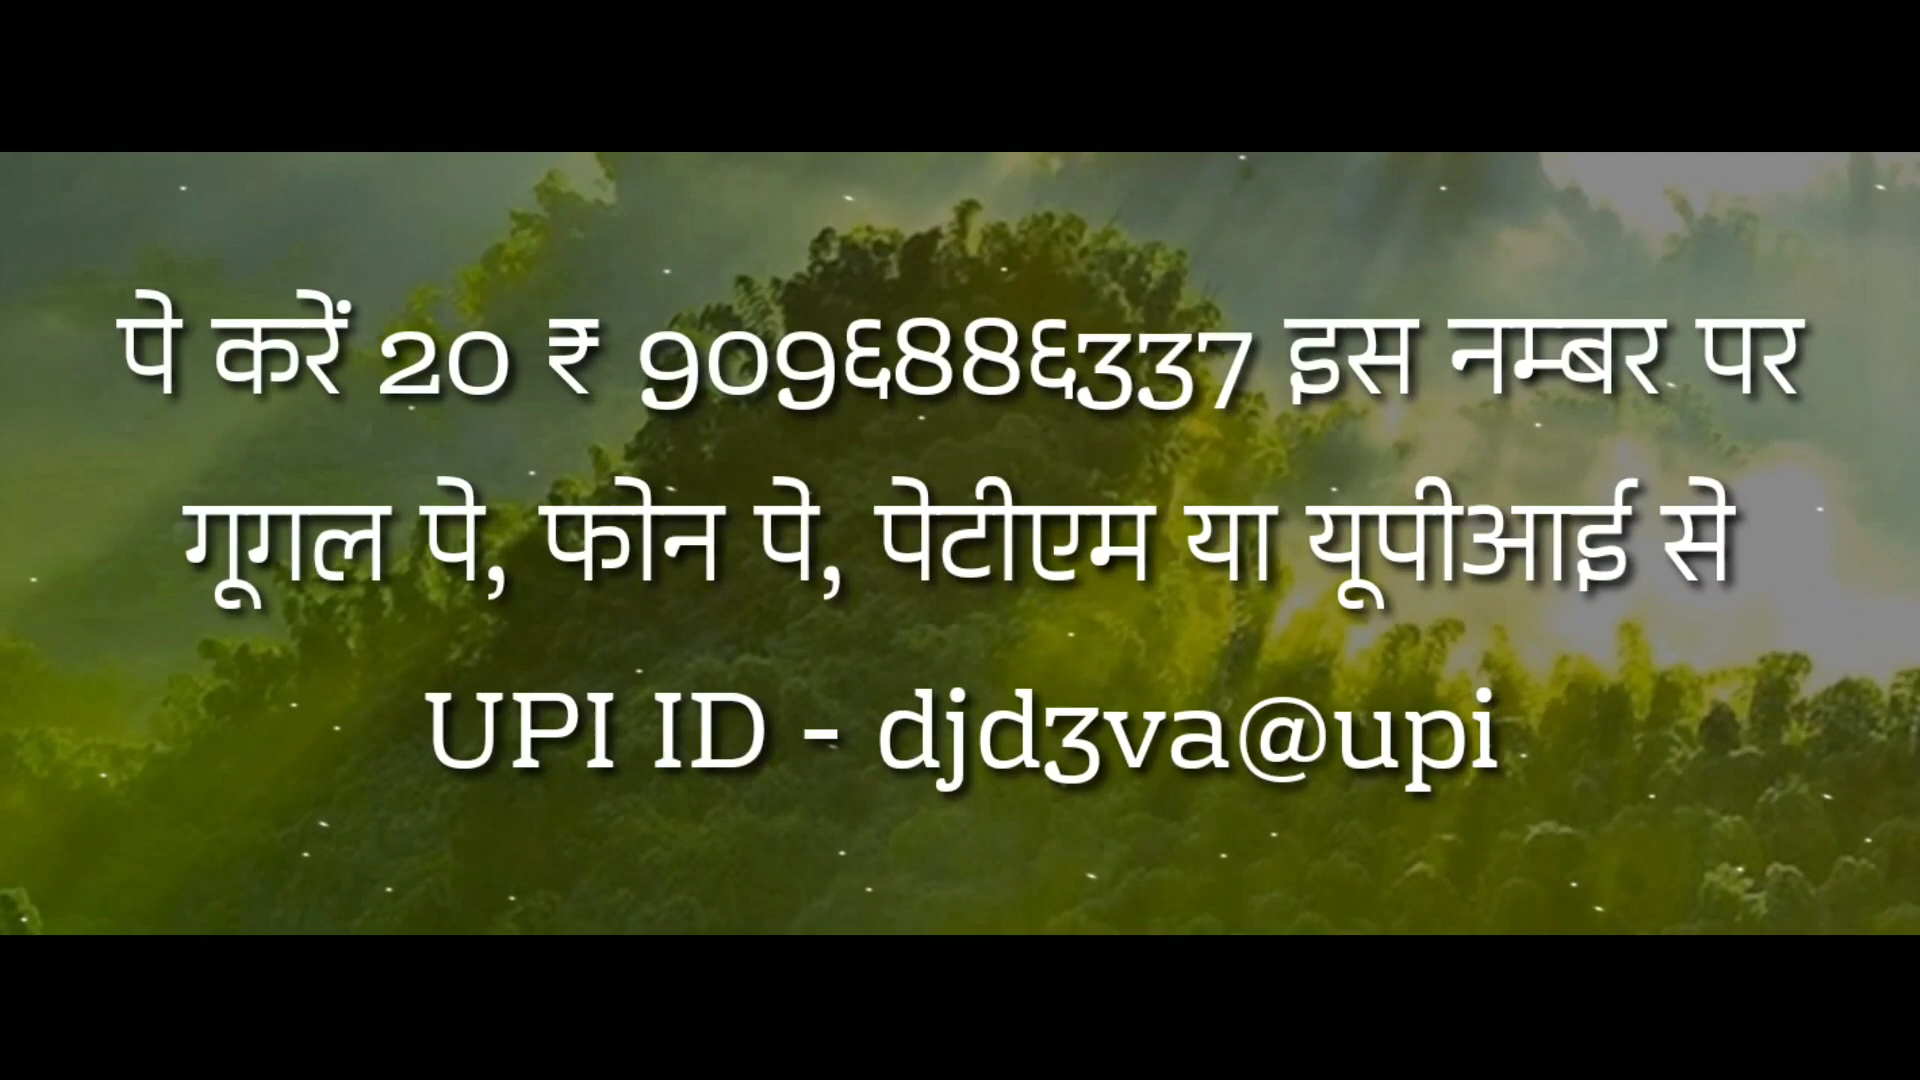 पे करें 20 ₹ 909६88६337 इस नम्बर पर
गूगल पे, फोन पे, पेटीएम या यूपीआई से
UPI ID - djd3va@upi